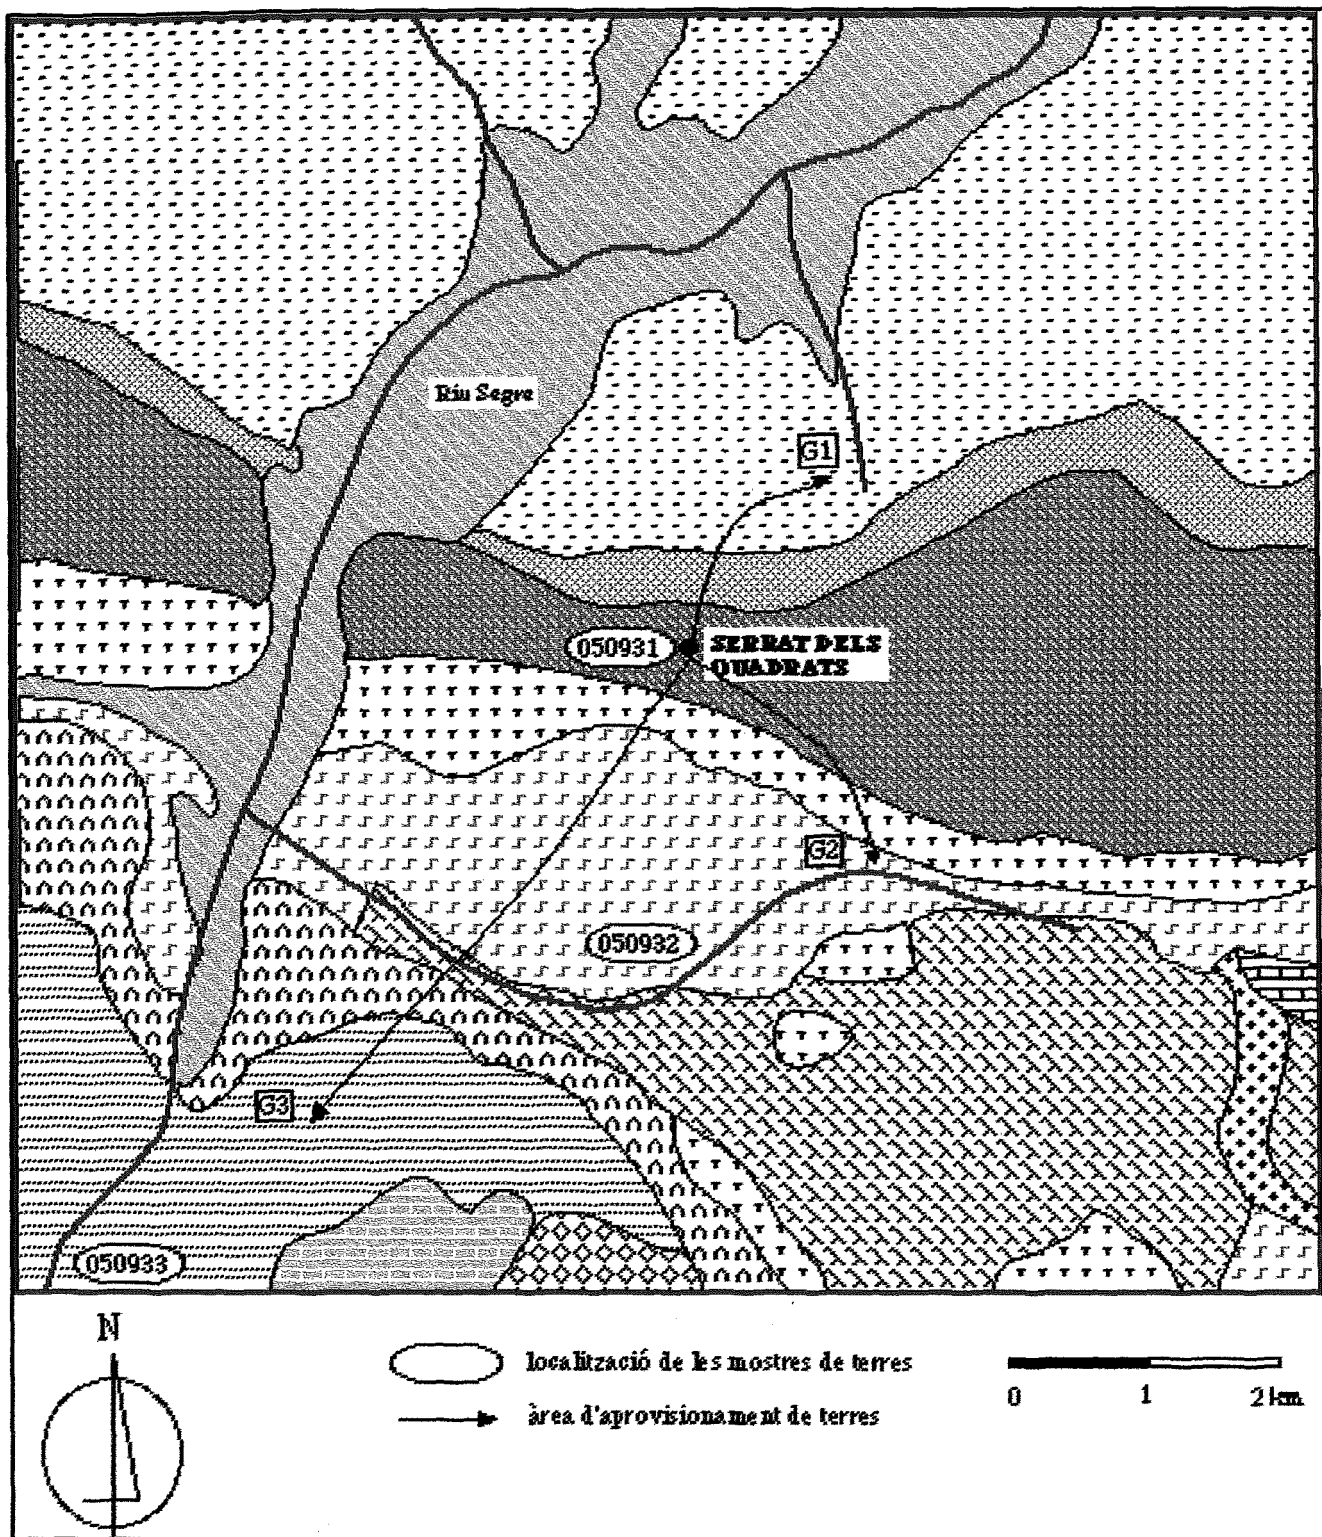 Riu Segre
G1
050931
SERRAT DELS
QUADRATS
G2
050932
G3
050933
N
localització de les mostres de terres
àrea d'aprovisionament de terres
0 1 2 km